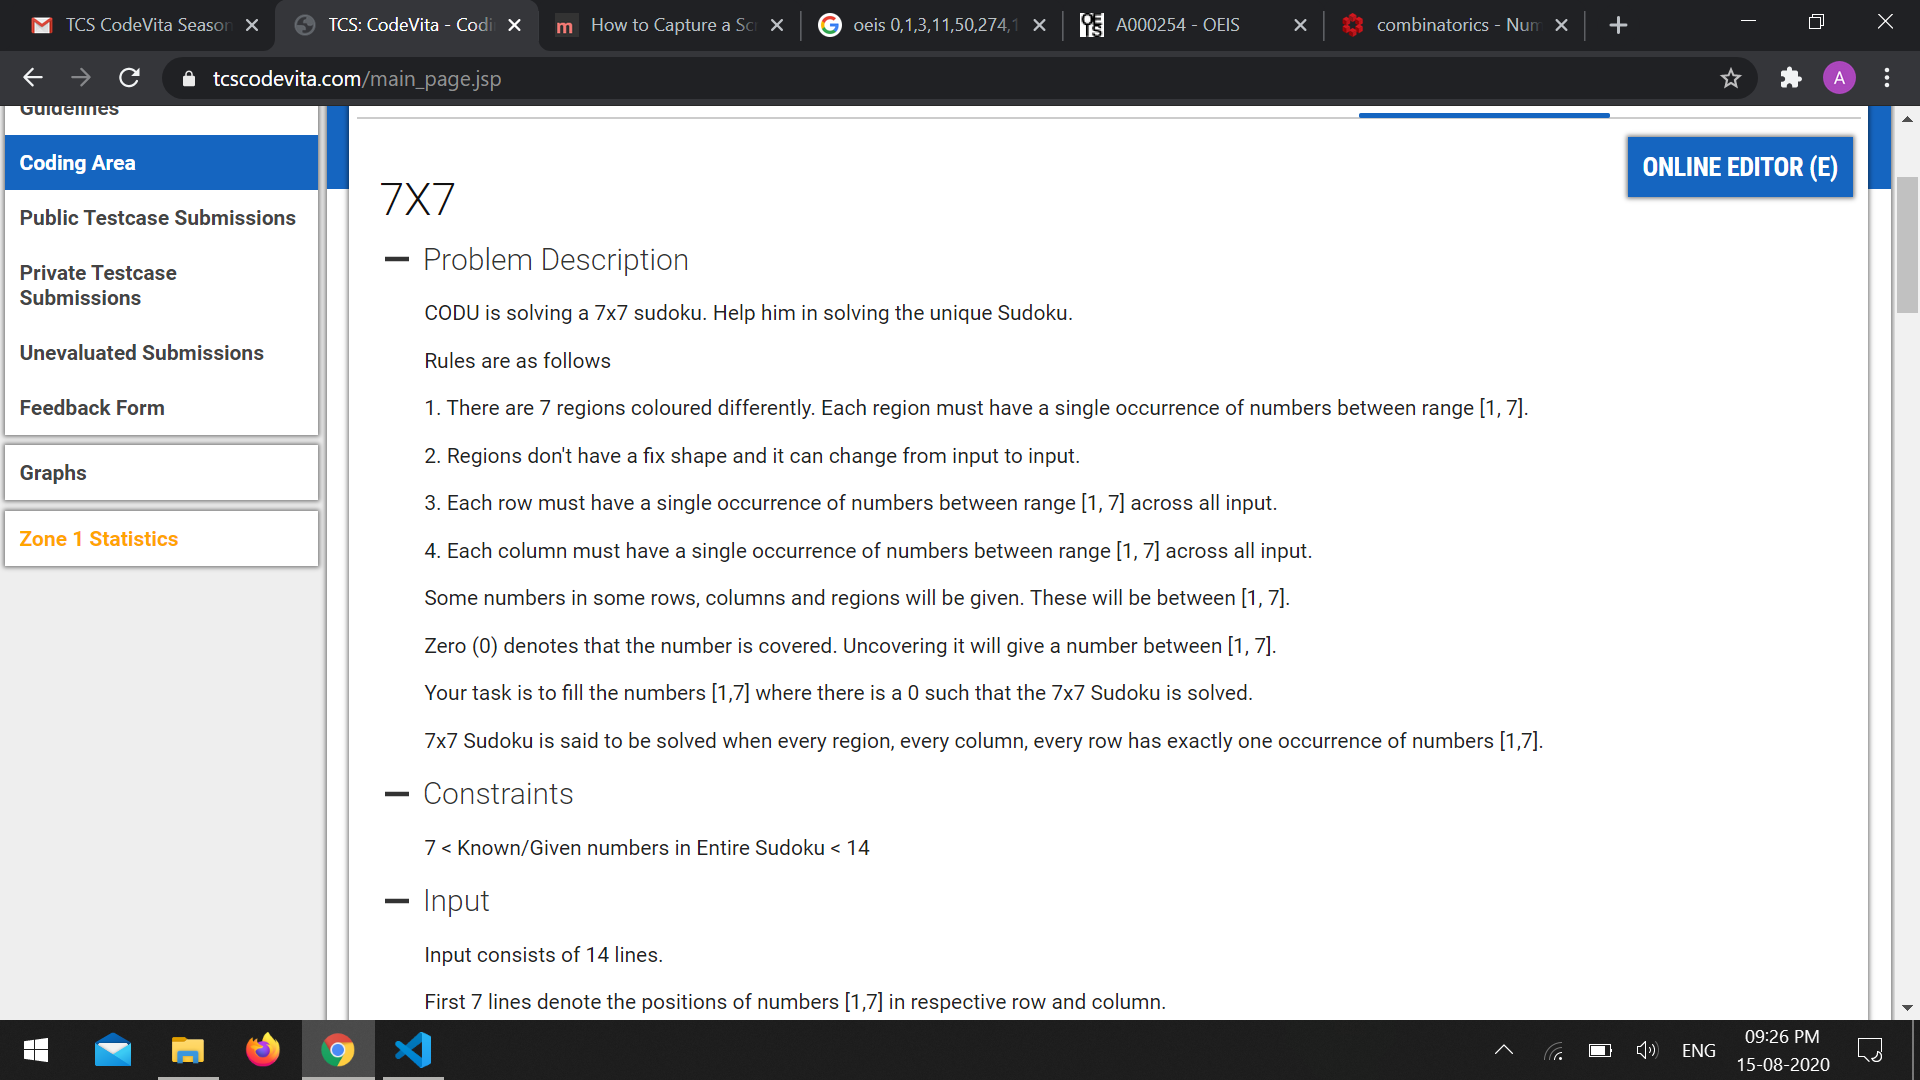 TCS CodeVita Season
TCS: CodeVita - Codi
How to Capture a Sc
oeis 0,1,3,11,50,274,1
A000254 - OEIS
combinatorics - Num
tcscodevita.com/main_page.jsp
A
Guidelines
Coding Area
Public Testcase Submissions
Private Testcase
Submissions
Unevaluated Submissions
Feedback Form
Graphs
Zone 1 Statistics
ONLINE EDITOR (E)
7X7
Problem Description
CODU is solving a 7x7 sudoku. Help him in solving the unique Sudoku.
Rules are as follows
1. There are 7 regions coloured differently. Each region must have a single occurrence of numbers between range [1, 7].
2. Regions don't have a fix shape and it can change from input to input.
3. Each row must have a single occurrence of numbers between range [1, 7] across all input.
4. Each column must have a single occurrence of numbers between range [1, 7] across all input.
Some numbers in some rows, columns and regions will be given. These will be between [1, 7].
Zero (0) denotes that the number is covered. Uncovering it will give a number between [1, 7].
Your task is to fill the numbers [1,7] where there is a 0 such that the 7x7 Sudoku is solved.
7x7 Sudoku is said to be solved when every region, every column, every row has exactly one occurrence of numbers [1,7].
Constraints
7 < Known/Given numbers in Entire Sudoku < 14
Input
Input consists of 14 lines.
First 7 lines denote the positions of numbers [1,7] in respective row and column.
ENG
09:26 PM
15-08-2020